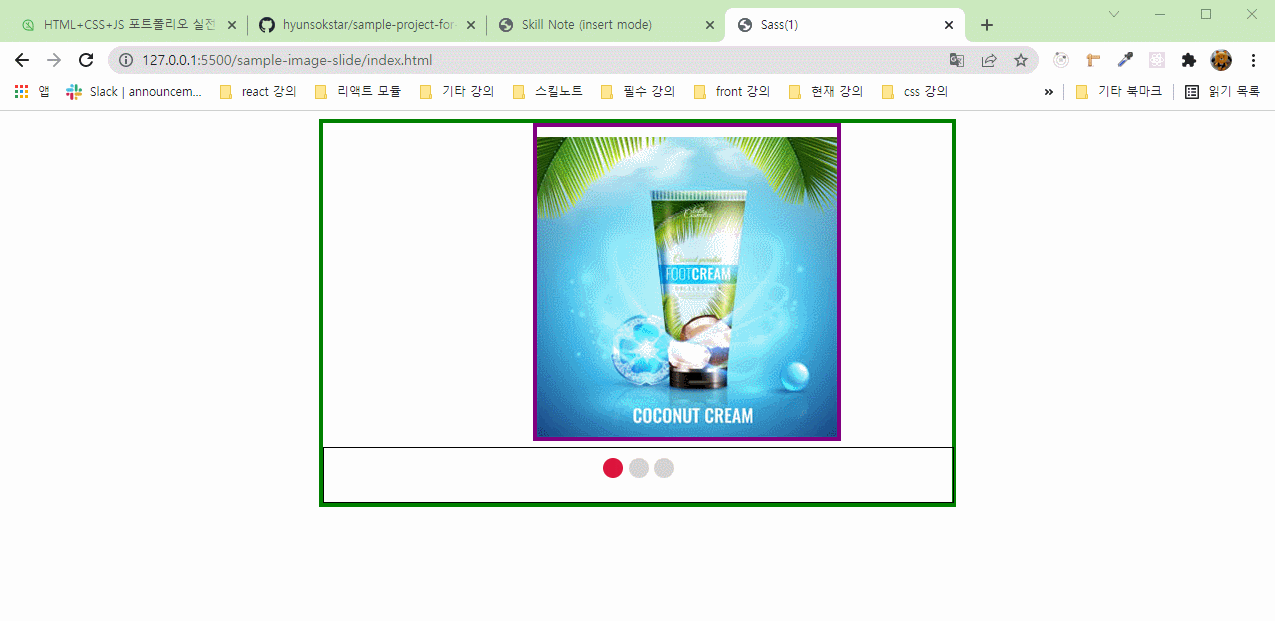 HTML+CSS+JS 포트폴리오 실전
hyunsokstar/sample-project-for-
Skill Note (insert mode)
Sass(1)
127.0.0.1:5500/sample-image-slide/index.html
앱
Slack | announcem...
react 강의
리액트 모듈
기타 강의
스킬노트
필수 강의
front 강의
현재 강의
css 강의
»
기타 북마크
읽기 목록
FOOTCREAM
COCONUT CREAM